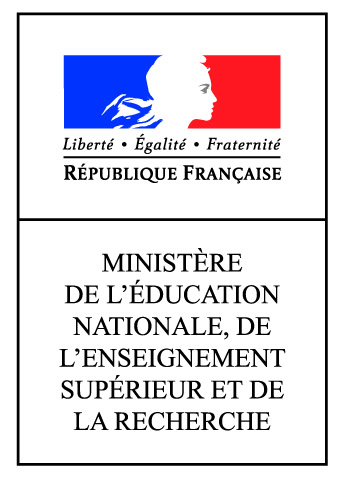 Liberté • Égalité • Fraternité
RÉPUBLIQUE FRANÇAISE
MINISTÈRE
DE L’ÉDUCATION
NATIONALE, DE
L’ENSEIGNEMENT
SUPÉRIEUR ET DE
LA RECHERCHE